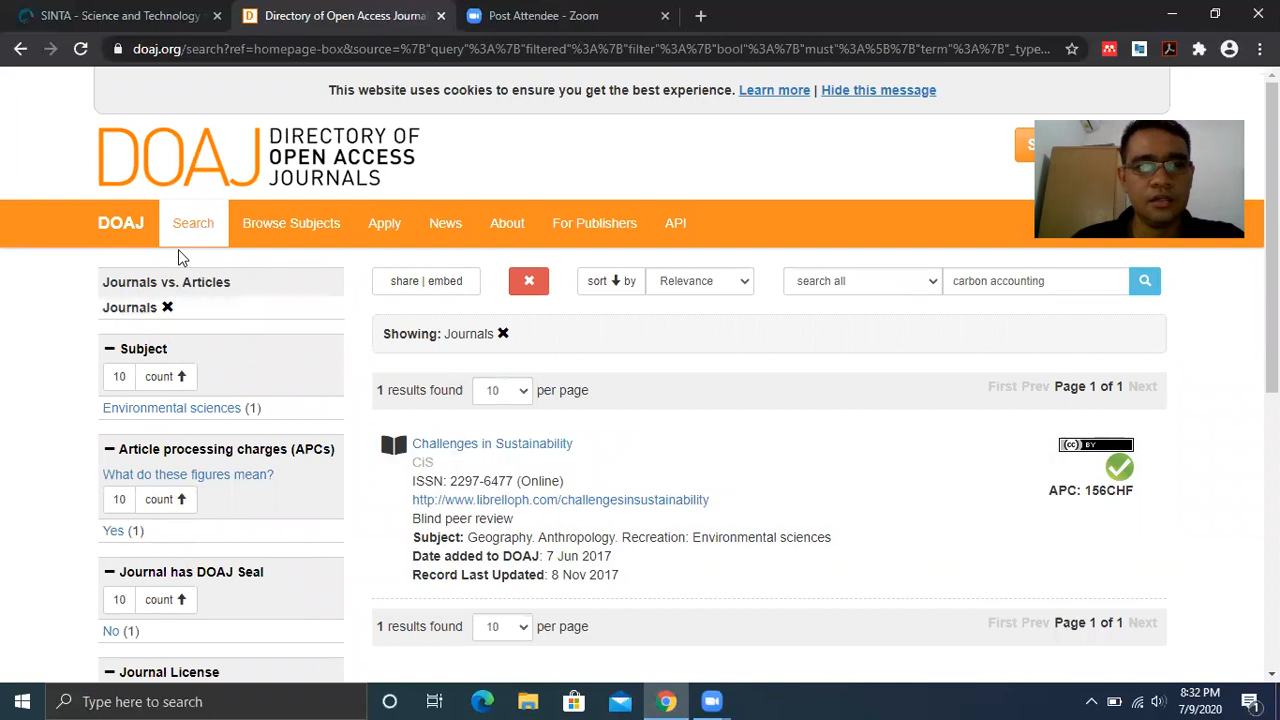 SINTA - Science and Technology
Directory of Open Access Journa
Post Attendee - Zoom
doaj.org/search?ref=homepage-box&source=%7B"query"%3A%7B"filtered"%3A%7B"filter"%3A%7B"bool"%3A%7B"must"%3A%5B%7B"term"%3A%7B"_type...
This website uses cookies to ensure you get the best experience. Learn more | Hide this message
DOAJ DIRECTORY OF
OPEN ACCESS
JOURNALS
S
DOAJ Search Browse Subjects Apply News About For Publishers API
Journals vs. Articles
Journals
Subject
10 count
Environmental sciences (1)
Article processing charges (APCs)
What do these figures mean?
10 count
Yes (1)
Journal has DOAJ Seal
10 count
No (1)
Journal License
share | embed sort by Relevance search all carbon accounting
Showing: Journals
1 results found 10 per page First Prev Page 1 of 1 Next
Challenges in Sustainability
CiS
ISSN: 2297-6477 (Online)
http://www.librelloph.com/challengesinsustainability
Blind peer review
Subject: Geography. Anthropology. Recreation: Environmental sciences
Date added to DOAJ: 7 Jun 2017
Record Last Updated: 8 Nov 2017
(cc) BY
APC: 156CHF
1 results found 10 per page First Prev Page 1 of 1 Next
Type here to search
8:32 PM
7/9/2020
1